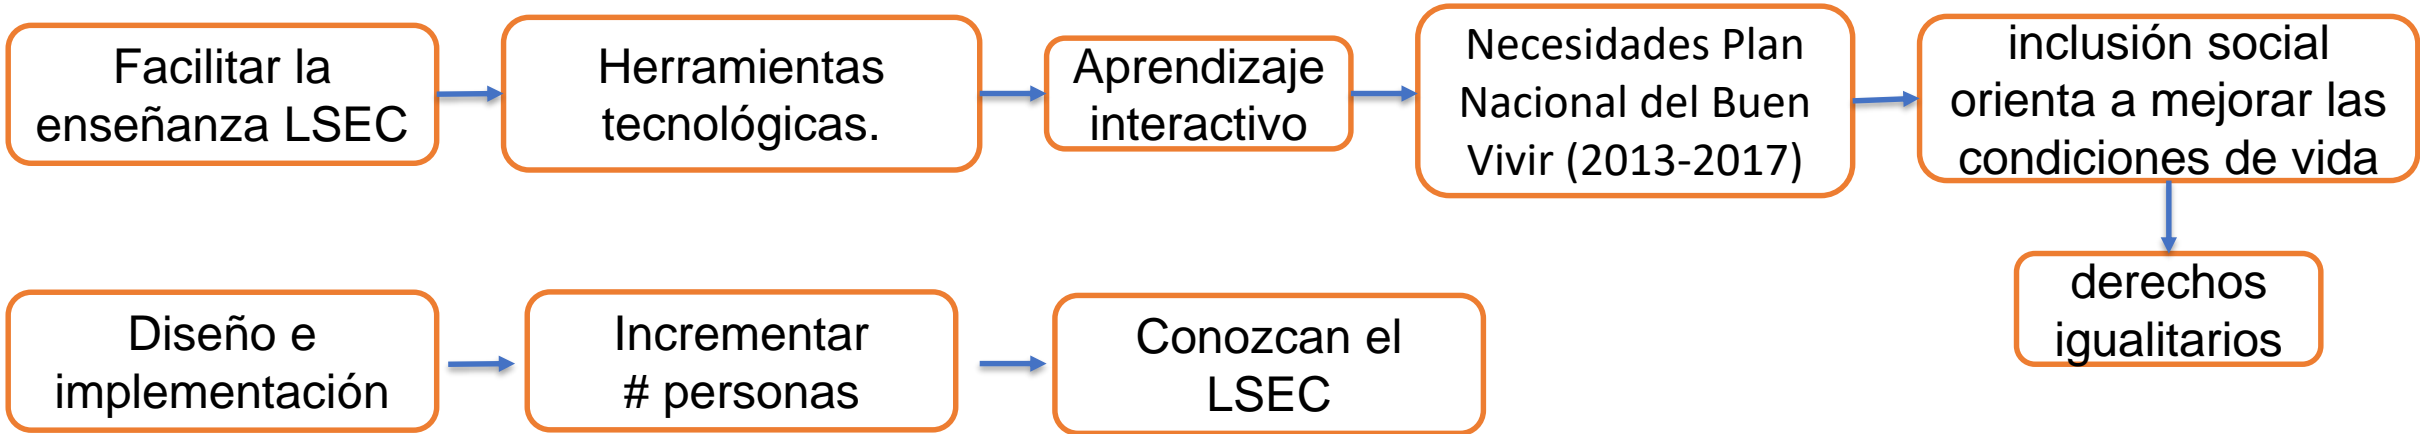 Facilitar la
enseñanza LSEC
Herramientas
tecnológicas.
Aprendizaje
interactivo
Necesidades Plan
Nacional del Buen
Vivir (2013-2017)
inclusión social
orienta a mejorar las
condiciones de vida
derechos
igualitarios
Diseño e
implementación
Incrementar
# personas
Conozcan el
LSEC